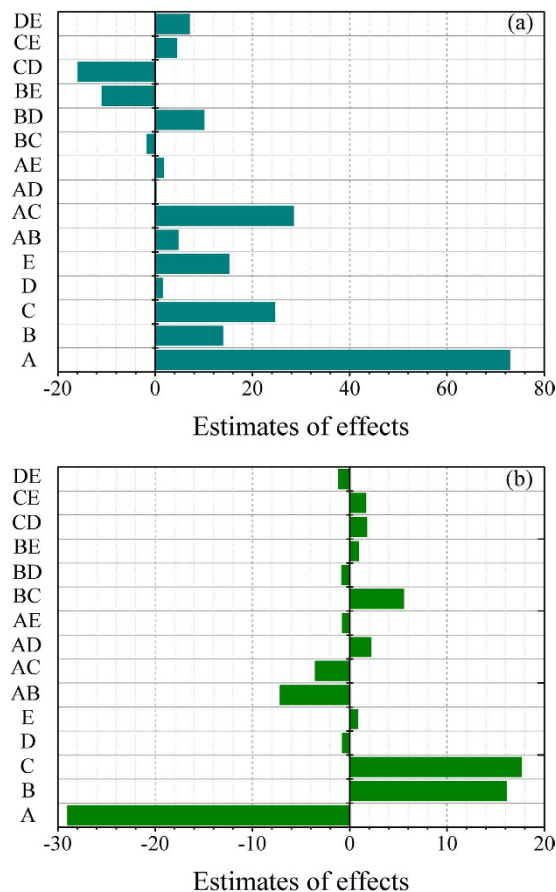 (a)
DE
CE
CD
BE
BD
BC
AE
AD
AC
AB
E
D
C
B
A
-20 0 20 40 60 80
Estimates of effects
(b)
DE
CE
CD
BE
BD
BC
AE
AD
AC
AB
E
D
C
B
A
-30 -20 -10 0 10 20
Estimates of effects